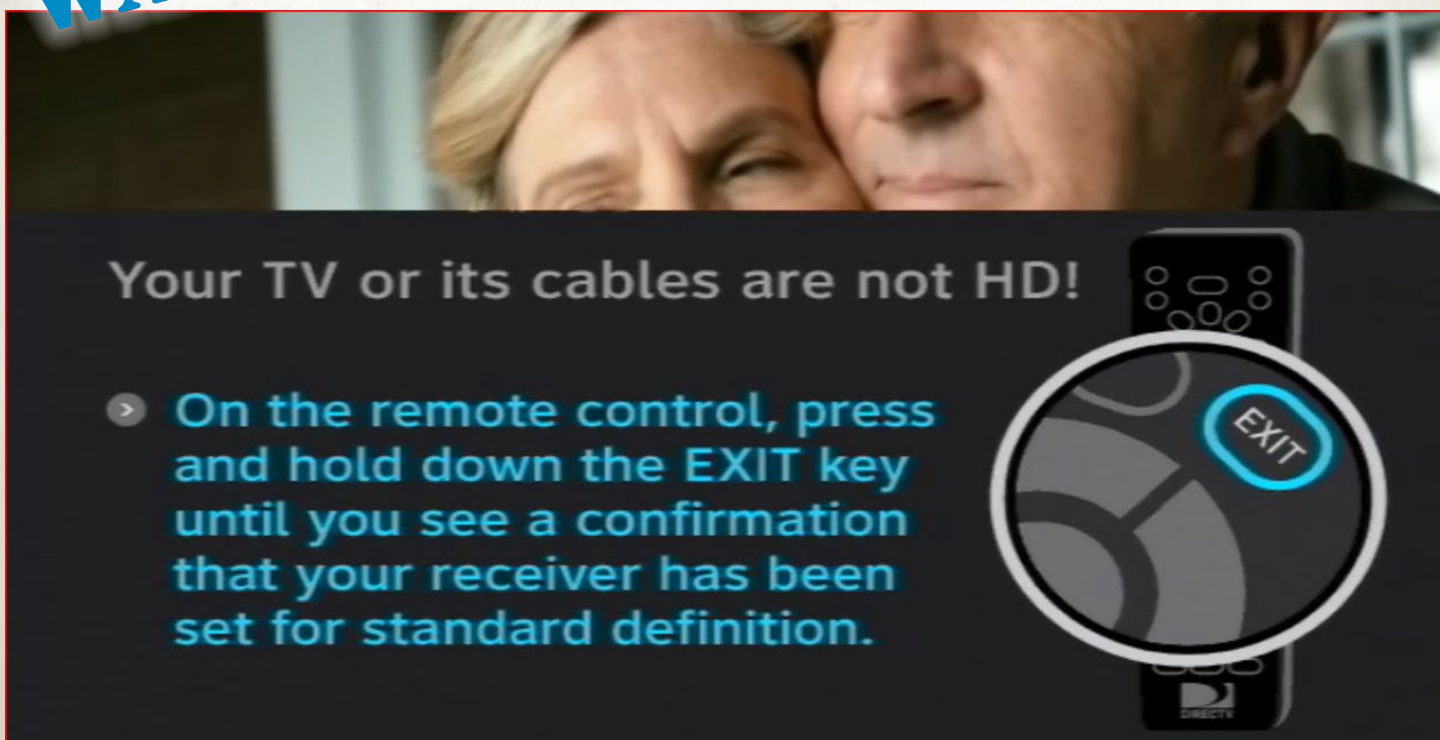 Your TV or its cables are not HD!
On the remote control, press
and hold down the EXIT key
until you see a confirmation
that your receiver has been
set for standard definition.
EXIT
DIRECTV